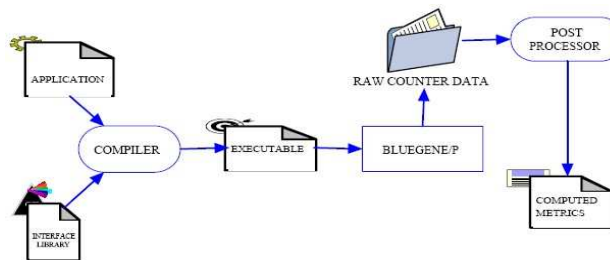 APPLICATION
INTERFACE
LIBRARY
COMPILER
EXECUTABLE
BLUEGENE/P
RAW COUNTER DATA
POST
PROCESSOR
COMPUTED
METRICS